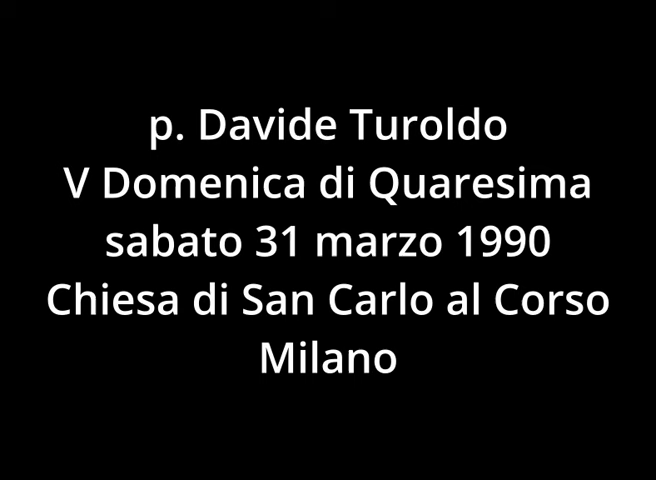 p. Davide Turoldo
V Domenica di Quaresima
sabato 31 marzo 1990
Chiesa di San Carlo al Corso
Milano